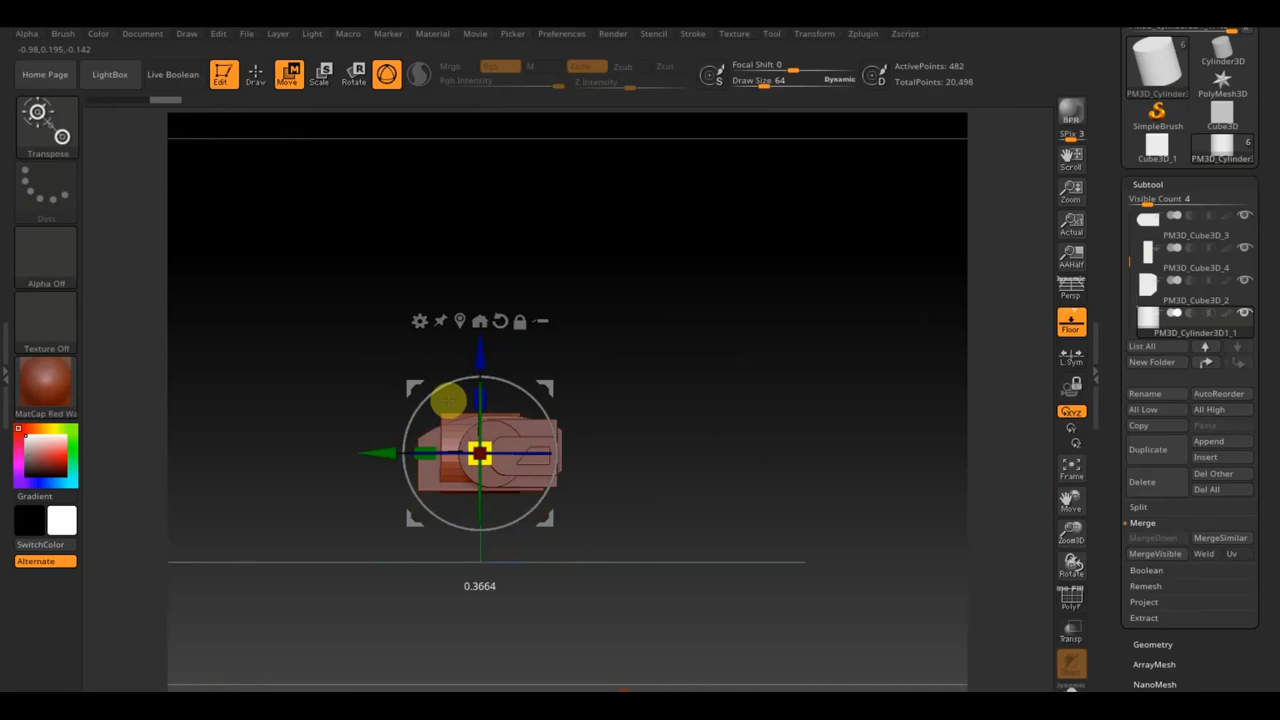 Alpha Brush Color Document Draw Edit File Layer Light Macro Marker Material Movie Picker Preferences Render Stencil Stroke Texture Tool Transform Zplugin Zscript
-0.98,0.195,-0.142
Home Page LightBox Live Boolean Edit Draw Move Scale Rotate
Mrgb Rgb M Zadd Zsub Zcut
Rgb Intensity Z Intensity
Focal Shift 0
Draw Size 64 Dynamic
S
D
ActivePoints: 482
TotalPoints: 20,498
Transpose
Dots
Alpha Off
Texture Off
MatCap Red Wa
Gradient
SwitchColor
Alternate
0.3664
BPR
SPix 3
Scroll
Zoom
Actual
AAHalf
Dynamic
Persp
Floor
L.Sym
XYZ
Frame
Move
Zoom3D
Rotate
Line Fill
PolyF
Transp
Dynamic
6
PM3D_Cylinder
Cylinder3D
PolyMesh3D
SimpleBrush
Cube3D
Cube3D_1
6
PM3D_Cylinder
Subtool
Visible Count 4
PM3D_Cube3D_3
PM3D_Cube3D_4
PM3D_Cube3D_2
PM3D_Cylinder3D1_1
List All
New Folder
Rename AutoReorder
All Low All High
Copy Paste
Duplicate Append
Insert
Delete Del Other
Del All
Split
Merge
MergeDown MergeSimilar
MergeVisible Weld Uv
Boolean
Remesh
Project
Extract
Geometry
ArrayMesh
NanoMesh